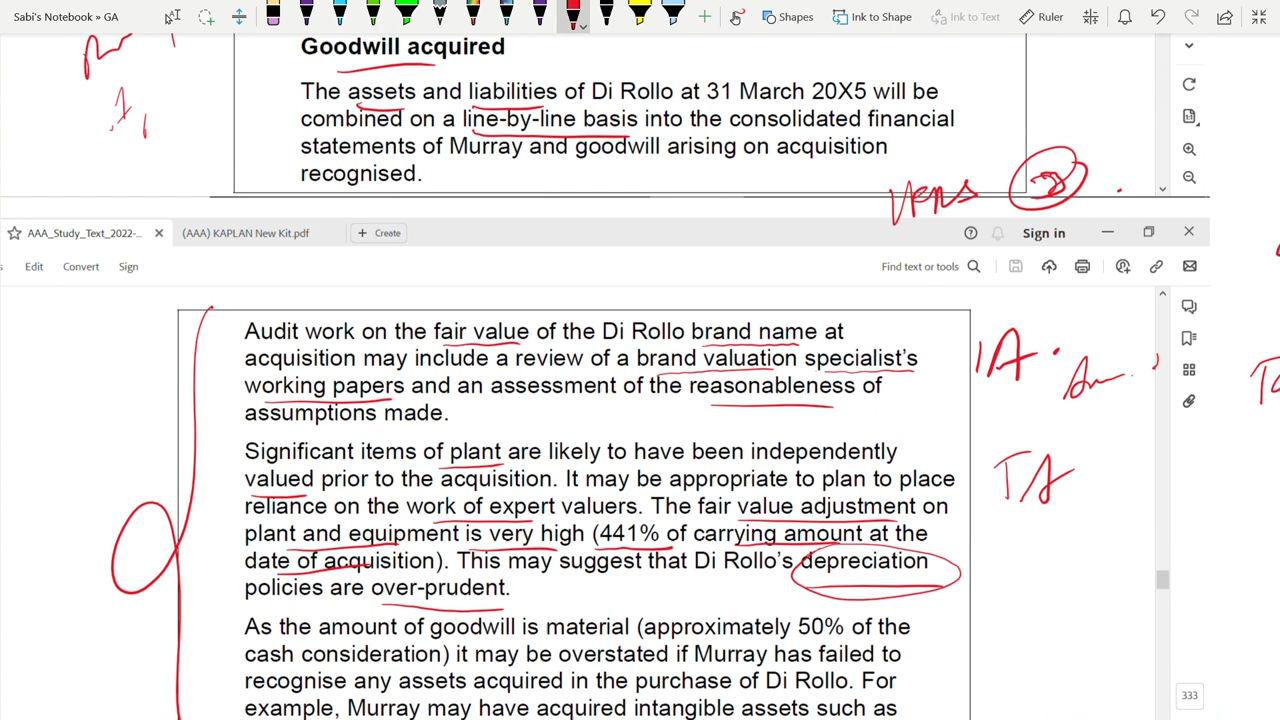 Sabi's Notebook » GA
Shapes
Ink to Shape
Ink to Text
Ruler
Goodwill acquired
The assets and liabilities of Di Rollo at 31 March 20X5 will be
combined on a line-by-line basis into the consolidated financial
statements of Murray and goodwill arising on acquisition
recognised.
AAA_Study_Text_2022-...
(AAA) KAPLAN New Kit.pdf
Create
Sign in
Edit
Convert
Sign
Find text or tools
Audit work on the fair value of the Di Rollo brand name at
acquisition may include a review of a brand valuation specialist's
working papers and an assessment of the reasonableness of
assumptions made.
IA
Significant items of plant are likely to have been independently
valued prior to the acquisition. It may be appropriate to plan to place
reliance on the work of expert valuers. The fair value adjustment on
plant and equipment is very high (441% of carrying amount at the
date of acquisition). This may suggest that Di Rollo's depreciation
policies are over-prudent.
TA
As the amount of goodwill is material (approximately 50% of the
cash consideration) it may be overstated if Murray has failed to
recognise any assets acquired in the purchase of Di Rollo. For
example, Murray may have acquired intangible assets such as
333